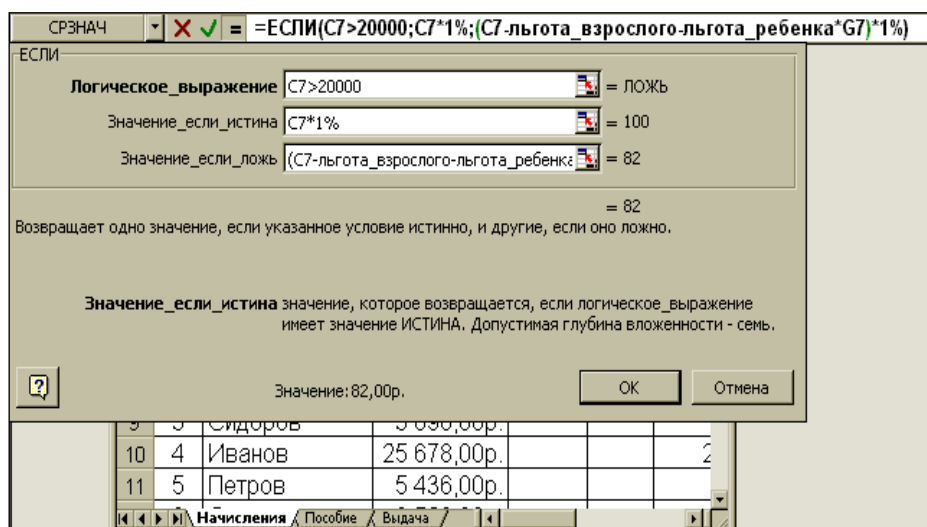 СРЗНАЧ =ЕСЛИ(C7>20000;C7*1%;(C7-льгота_взрослого-льгота_ребенка*G7)*1%)
ЕСЛИ
Логическое_выражение C7>20000 = ЛОЖЬ
Значение_если_истина C7*1% = 100
Значение_если_ложь (C7-льгота_взрослого-льгота_ребенка = 82
= 82
Возвращает одно значение, если указанное условие истинно, и другие, если оно ложно.
Значение_если_истина значение, которое возвращается, если логическое_выражение
имеет значение ИСТИНА. Допустимая глубина вложенности - семь.
Значение:82,00р. OK Отмена
10 4 Иванов 25 678,00р. 2
11 5 Петров 5 436,00р.
Начисления Пособие Выдача